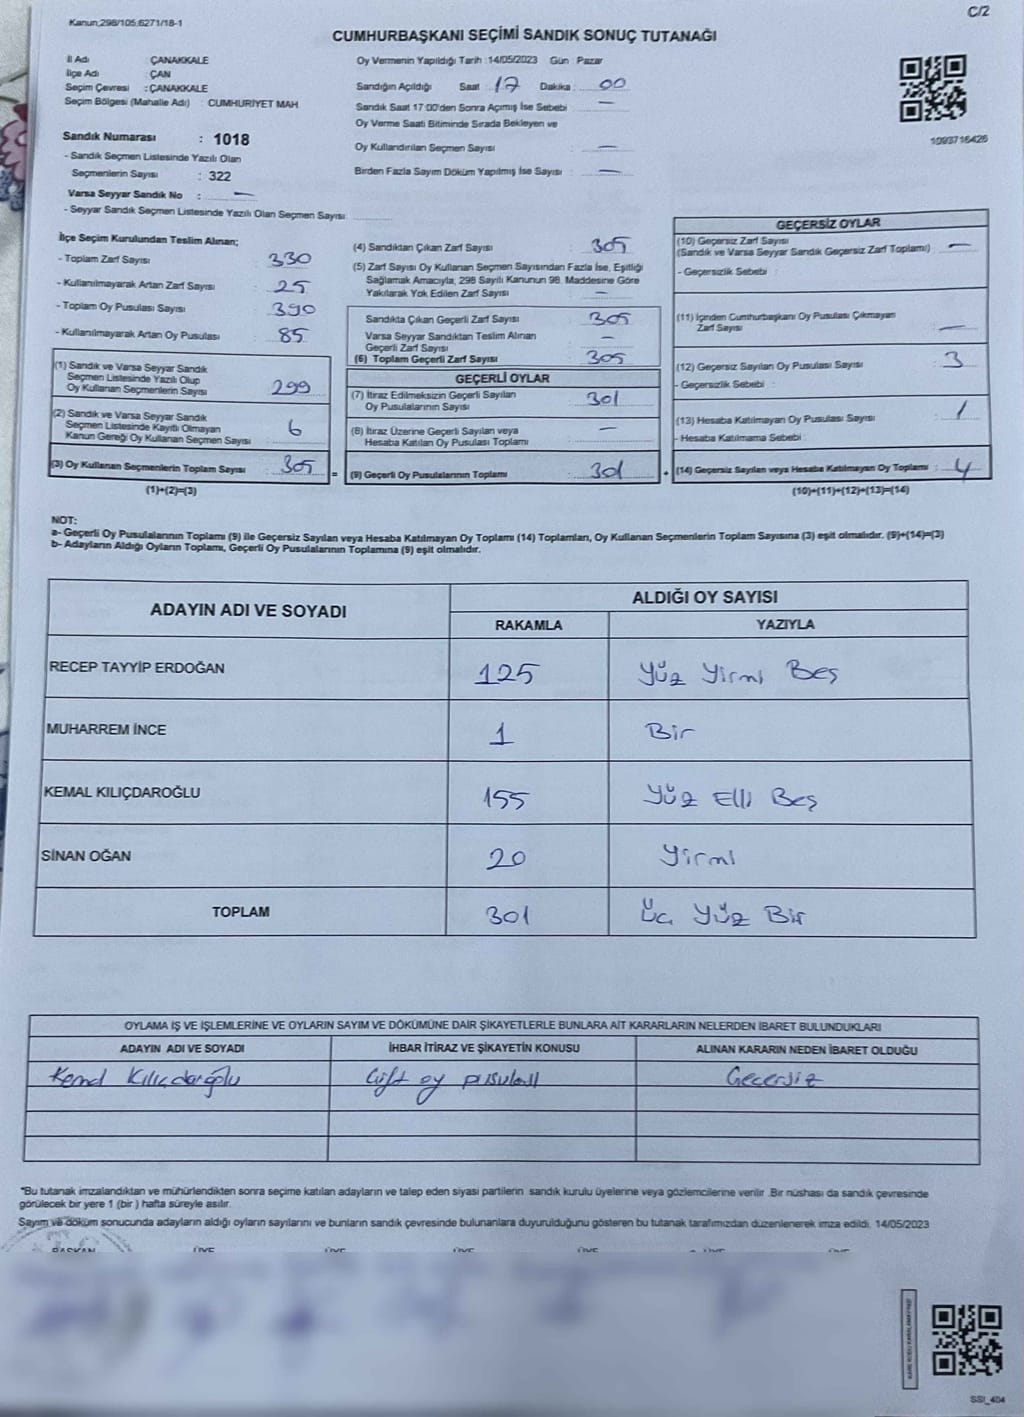 Kanun;298/105;6271/18-1
C/2
CUMHURBAŞKANI SEÇİMİ SANDIK SONUÇ TUTANAĞI
İl Adı ÇANAKKALE
İlçe Adı ÇAN
Seçim Çevresi : ÇANAKKALE
Seçim Bölgesi (Mahalle Adı) : CUMHURİYET MAH
Sandık Numarası : 1018
- Sandık Seçmen Listesinde Yazılı Olan
Seçmenlerin Sayısı : 322
Varsa Seyyar Sandık No : —
- Seyyar Sandık Seçmen Listesinde Yazılı Olan Seçmen Sayısı
Oy Vermenin Yapıldığı Tarih :14/05/2023 Gün Pazar
Sandığın Açıldığı Saat : 17 Dakika : 00
Sandık Saat 17:00'den Sonra Açımış İse Sebebi —
Oy Verme Saati Bitiminde Sırada Bekleyen ve
Oy Kullandırılan Seçmen Sayısı : —
Birden Fazla Sayım Döküm Yapılmış İse Sayısı : —
1093716426
İlçe Seçim Kurulundan Teslim Alınan;
- Toplam Zarf Sayısı : 330
- Kullanılmayarak Artan Zarf Sayısı : 25
- Toplam Oy Pusulası Sayısı : 390
- Kullanılmayarak Artan Oy Pusulası : 85
(1) Sandık ve Varsa Seyyar Sandık
Seçmen Listesinde Yazılı Olup
Oy Kullanan Seçmenlerin Sayısı : 299
(2) Sandık ve Varsa Seyyar Sandık
Seçmen Listesinde Kayıtlı Olmayan
Kanun Gereği Oy Kullanan Seçmen Sayısı : 6
(3) Oy Kullanan Seçmenlerin Toplam Sayısı : 305
(1)+(2)=(3)
(4) Sandıktan Çıkan Zarf Sayısı : 305
(5) Zarf Sayısı Oy Kullanan Seçmen Sayısından Fazla İse, Eşitliği
Sağlamak Amacıyla, 298 Sayılı Kanunun 98. Maddesine Göre
Yakılarak Yok Edilen Zarf Sayısı : —
Sandıkta Çıkan Geçerli Zarf Sayısı : 305
Varsa Seyyar Sandıktan Teslim Alınan
Geçerli Zarf Sayısı : —
(6) Toplam Geçerli Zarf Sayısı : 305
GEÇERLİ OYLAR
(7) İtiraz Edilmeksizin Geçerli Sayılan
Oy Pusulalarının Sayısı : 301
(8) İtiraz Üzerine Geçerli Sayılan veya
Hesaba Katılan Oy Pusulası Toplamı : —
= (9) Geçerli Oy Pusulalarının Toplamı : 301
GEÇERSİZ OYLAR
(10) Geçersiz Zarf Sayısı
(Sandık ve Varsa Seyyar Sandık Geçersiz Zarf Toplamı) : —
- Geçersizlik Sebebi :
(11) İçinden Cumhurbaşkanı Oy Pusulası Çıkmayan
Zarf Sayısı : —
(12) Geçersiz Sayılan Oy Pusulası Sayısı : 3
- Geçersizlik Sebebi :
(13) Hesaba Katılmayan Oy Pusulası Sayısı : 1
- Hesaba Katılmama Sebebi :
+ (14) Geçersiz Sayılan veya Hesaba Katılmayan Oy Toplamı : 4
(10)+(11)+(12)+(13)=(14)
NOT:
a- Geçerli Oy Pusulalarının Toplamı (9) ile Geçersiz Sayılan veya Hesaba Katılmayan Oy Toplamı (14) Toplamları, Oy Kullanan Seçmenlerin Toplam Sayısına (3) eşit olmalıdır. (9)+(14)=(3)
b- Adayların Aldığı Oyların Toplamı, Geçerli Oy Pusulalarının Toplamına (9) eşit olmalıdır.
ADAYIN ADI VE SOYADI
ALDIĞI OY SAYISI
RAKAMLA YAZIYLA
RECEP TAYYİP ERDOĞAN 125 Yüz Yirmi Beş
MUHARREM İNCE 1 Bir
KEMAL KILIÇDAROĞLU 155 Yüz Elli Beş
SİNAN OĞAN 20 Yirmi
TOPLAM 301 Üç Yüz Bir
OYLAMA İŞ VE İŞLEMLERİNE VE OYLARIN SAYIM VE DÖKÜMÜNE DAİR ŞİKAYETLERLE BUNLARA AİT KARARLARIN NELERDEN İBARET BULUNDUKLARI
ADAYIN ADI VE SOYADI İHBAR İTİRAZ VE ŞİKAYETİN KONUSU ALINAN KARARIN NEDEN İBARET OLDUĞU
Kemal Kılıçdaroğlu Çift oy pusulası Geçersiz
"Bu tutanak imzalandıktan ve mühürlendikten sonra seçime katılan adayların ve talep eden siyasi partilerin sandık kurulu üyelerine veya gözlemcilerine verilir .Bir nüshası da sandık çevresinde
görülecek bir yere 1 (bir ) hafta süreyle asılır.
Sayım ve döküm sonucunda adayların aldığı oyların sayılarını ve bunların sandık çevresinde bulunanlara duyurulduğunu gösteren bu tutanak tarafımızdan düzenlenerek imza edildi. 14/05/2023
BAŞKAN ÜYE ÜYE ÜYE ÜYE ÜYE ÜYE
SSI_404